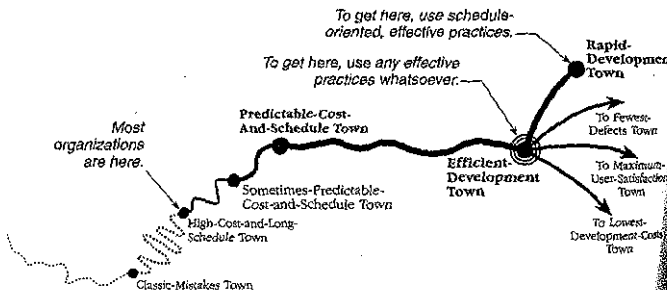 To get here, use schedule-
oriented, effective practices.
Rapid-
Development
Town
To get here, use any effective
practices whatsoever.
Predictable-Cost-
And-Schedule Town
To Fewest-
Defects Town
Most
organizations
are here.
Efficient-
Development
Town
To Maximum-
User-Satisfaction
Town
Sometimes-Predictable-
Cost-and-Schedule Town
High-Cost-and-Long-
Schedule Town
To Lowest-
Development-Costs
Town
Classic-Mistakes Town